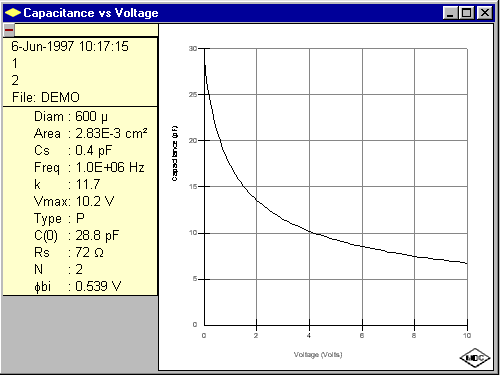 Capacitance vs Voltage
6-Jun-1997 10:17:15
1
2
File: DEMO
Diam : 600 µ
Area : 2.83E-3 cm²
Cs : 0.4 pF
Freq : 1.0E+06 Hz
k : 11.7
Vmax: 10.2 V
Type : P
C(0) : 28.8 pF
Rs : 72 Ω
N : 2
ϕbi : 0.539 V
30
25
20
15
10
5
0
Capacitance (pF)
0 2 4 6 8 10
Voltage (Volts)
MDC